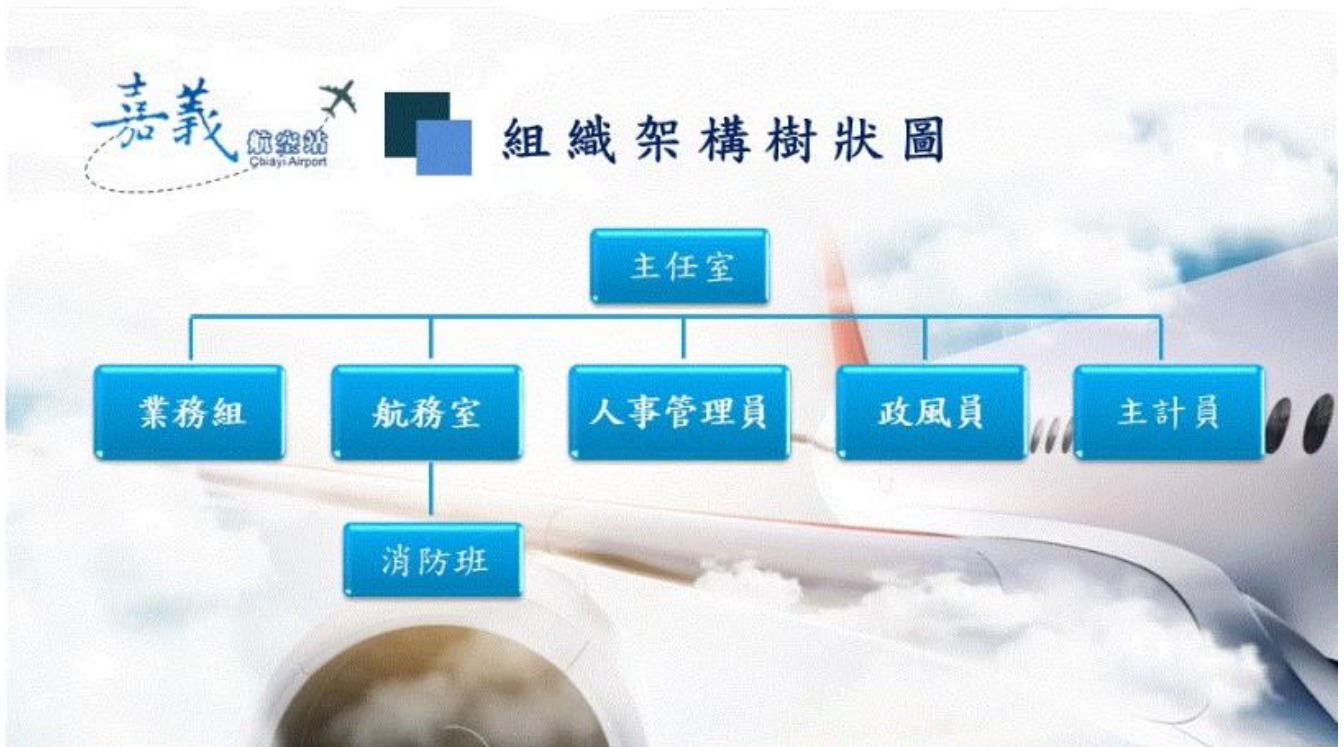 嘉義
航空站
Chiayi Airport
組織架構樹狀圖
主任室
業務組
航務室
人事管理員
政風員
主計員
消防班